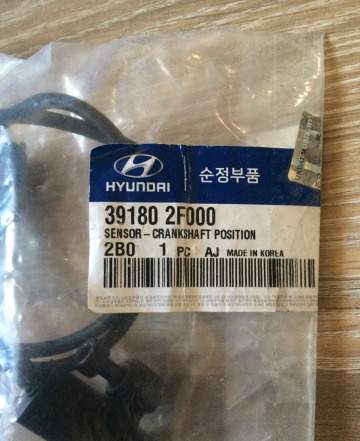 HYUNDAI
순정부품
39180 2F000
SENSOR-CRANKSHAFT POSITION
2B0 1 PC AJ MADE IN KOREA